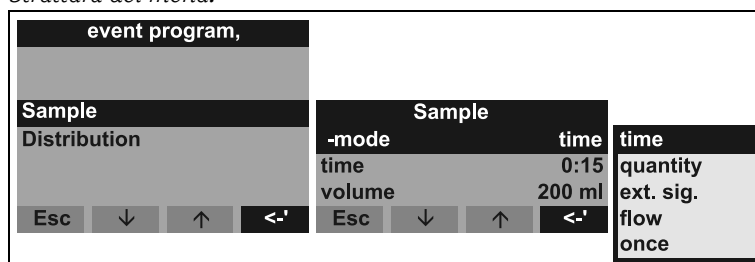 Struttura del menu:
event program,
Sample
Distribution
Esc ↓ ↑ <-'
Sample
-mode time
time 0:15
volume 200 ml
Esc ↓ ↑ <-'
time
quantity
ext. sig.
flow
once